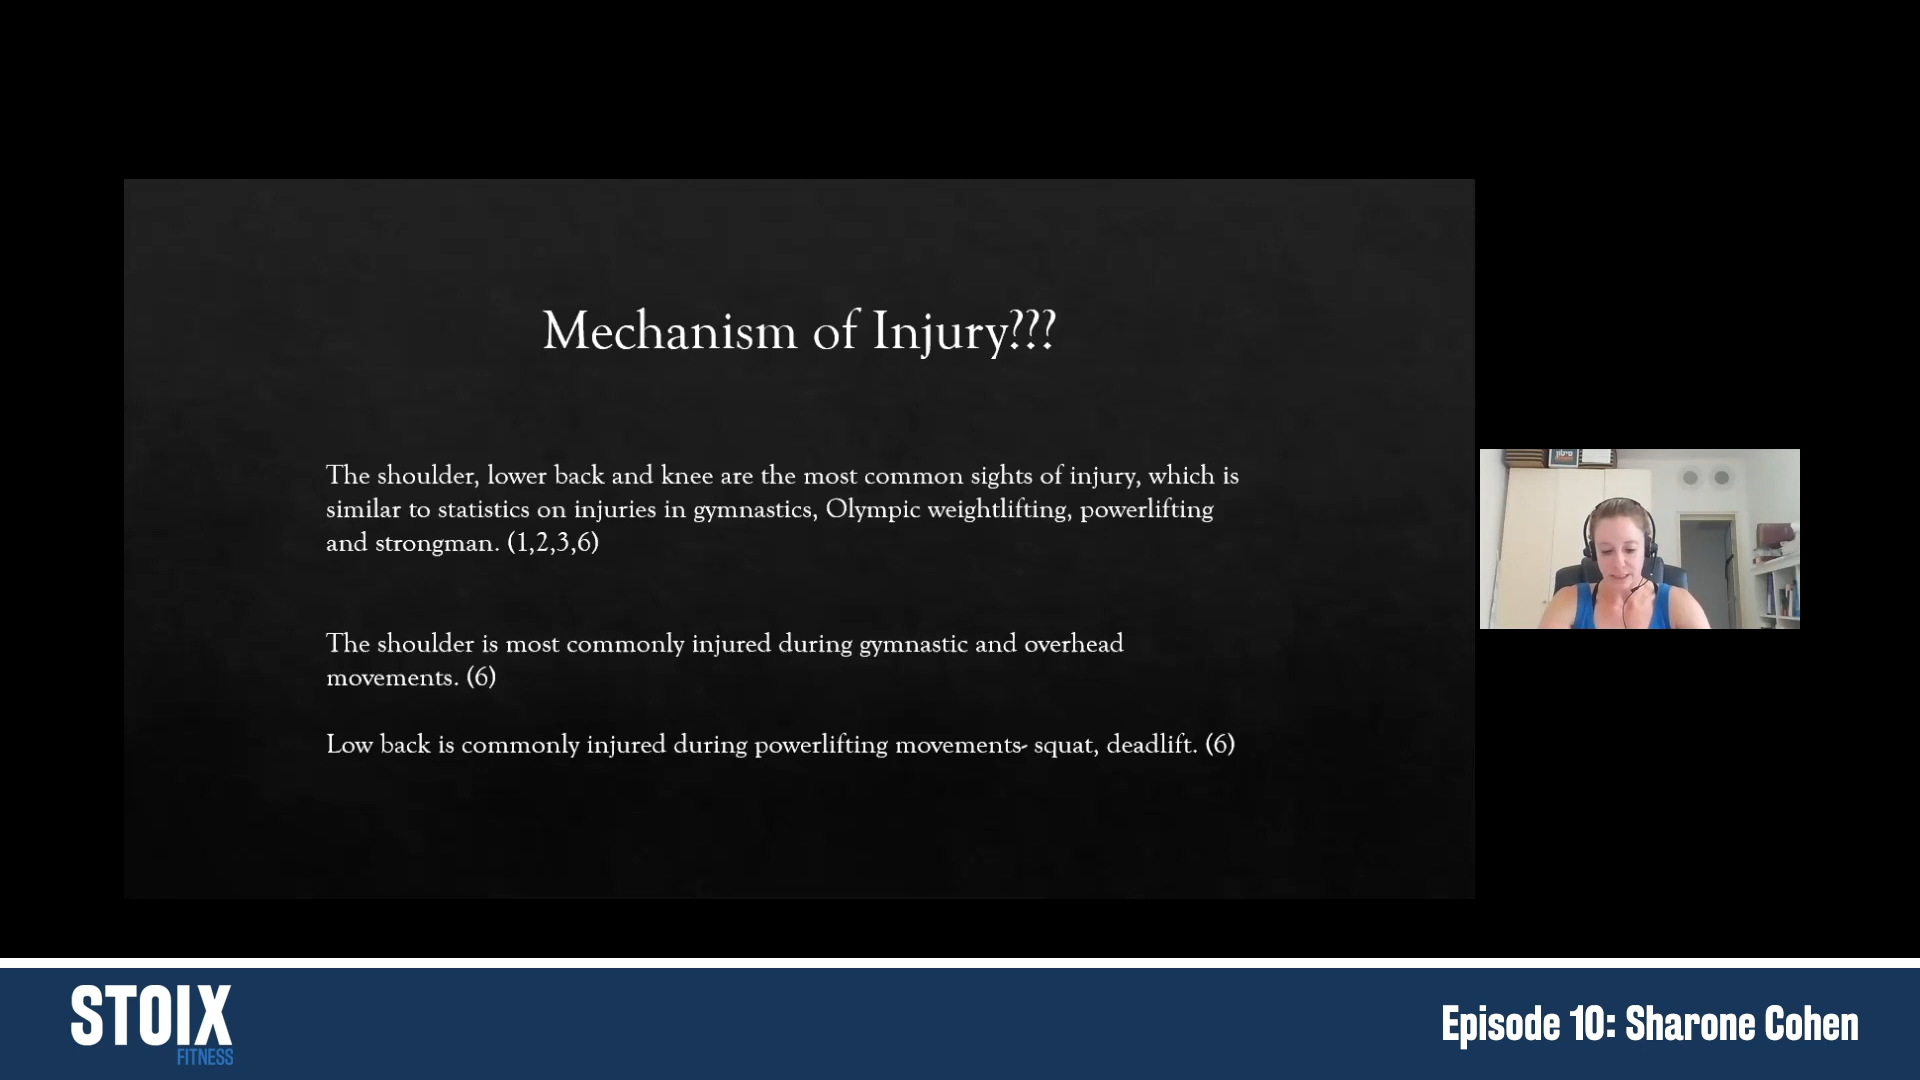 Mechanism of Injury???
The shoulder, lower back and knee are the most common sights of injury, which is
similar to statistics on injuries in gymnastics, Olympic weightlifting, powerlifting
and strongman. (1,2,3,6)
The shoulder is most commonly injured during gymnastic and overhead
movements. (6)
Low back is commonly injured during powerlifting movements- squat, deadlift. (6)
STOIX
FITNESS
Episode 10: Sharone Cohen